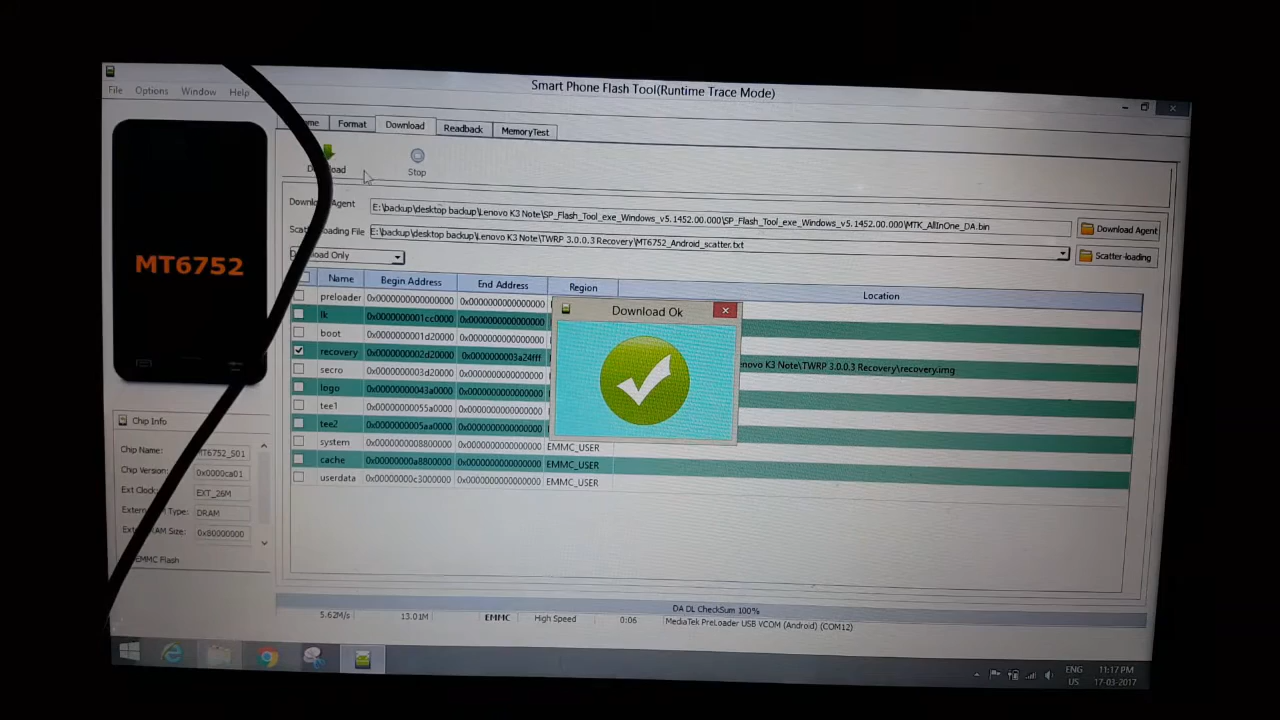 Smart Phone Flash Tool(Runtime Trace Mode)
File Options Window Help
Format Download Readback MemoryTest
Stop
MT6752
Agent E:\backup\desktop backup\Lenovo K3 Note\SP_Flash_Tool_exe_Windows_v5.1452.00.000\SP_Flash_Tool_exe_Windows_v5.1452.00.000\MTK_AllInOne_DA.bin Download Agent
File E:\backup\desktop backup\Lenovo K3 Note\TWRP 3.0.0.3 Recovery\MT6752_Android_scatter.txt Scatter-loading
Only
Name Begin Address End Address Region Location
preloader 0x0000000000000000 0x0000000000000000
lk 0x0000000001cc0000 0x0000000000000000
boot 0x0000000001d20000 0x0000000000000000
recovery 0x0000000002d20000 0x0000000003a24fff K3 Note\TWRP 3.0.0.3 Recovery\recovery.img
secro 0x0000000003d20000 0x0000000000000000
logo 0x00000000043a0000 0x0000000000000000
tee1 0x00000000055a0000 0x0000000000000000
tee2 0x0000000005aa0000 0x0000000000000000
system 0x0000000008800000 0x0000000000000000 EMMC_USER
cache 0x00000000a8800000 0x0000000000000000 EMMC_USER
userdata 0x00000000c3000000 0x0000000000000000 EMMC_USER
Download Ok
Chip Info
Chip Name: MT6752_S01
Chip Version: 0x0000ca01
Ext Clock: EXT_26M
Type: DRAM
Size: 0x80000000
EMMC Flash
DA DL CheckSum 100%
5.62M/s 13.01M EMMC High Speed 0:06 MediaTek PreLoader USB VCOM (Android) (COM12)
ENG 11:17 PM
US 17-03-2017